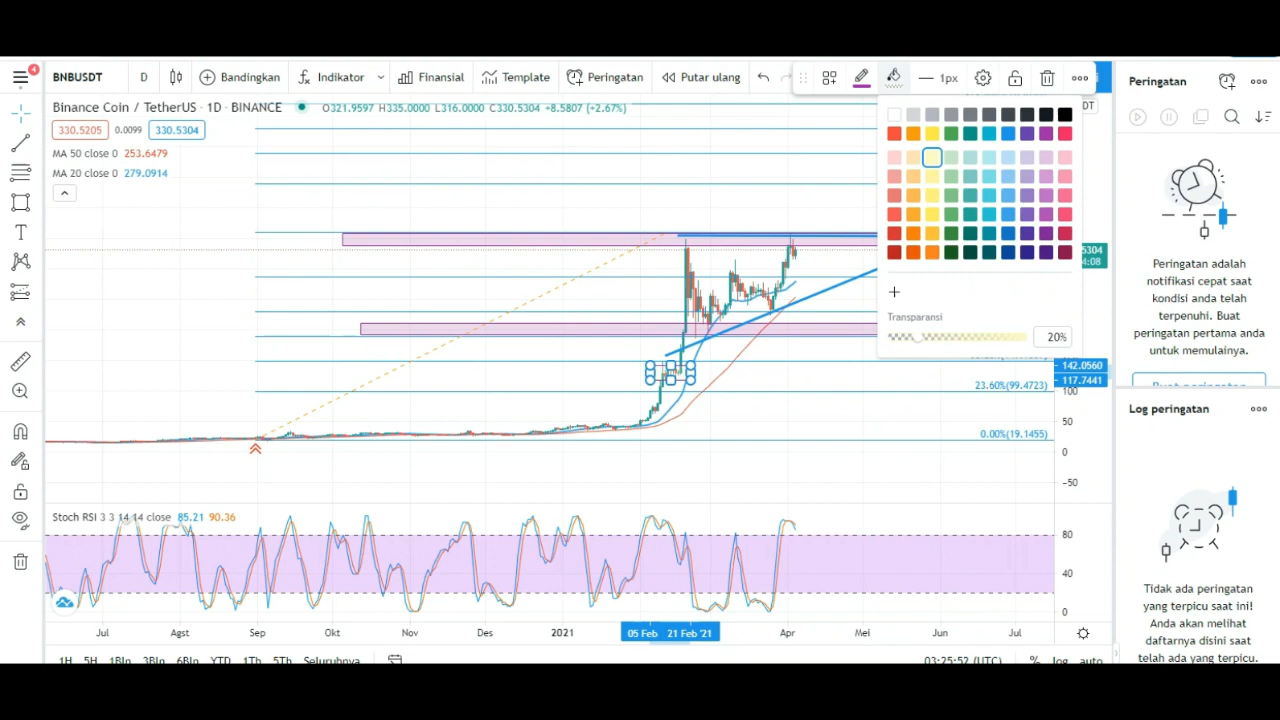 4
BNBUSDT D Bandingkan Indikator Finansial Template Peringatan Putar ulang 1px
Binance Coin / TetherUS · 1D · BINANCE O321.9597 H335.0000 L316.0000 C330.5304 +8.5807 (+2.67%)
330.5205 0.0099 330.5304
MA 50 close 0 253.6479
MA 20 close 0 279.0914
Transparansi
20%
142.0560
117.7441
100
23.60%(99.4723)
50
0.00%(19.1455)
0
−50
Stoch RSI 3 3 14 14 close 85.21 90.36
80
40
0
Jul Agst Sep Okt Nov Des 2021 05 Feb 21 Feb '21 Apr Mei Jun Jul
1H 5H 1Bln 3Bln 6Bln YTD 1Th 5Th Seluruhnya 03:25:52 (UTC) % log auto
Peringatan
Peringatan adalah
notifikasi cepat saat
kondisi anda telah
terpenuhi. Buat
peringatan pertama anda
untuk memulainya.
Log peringatan
Tidak ada peringatan
yang terpicu saat ini!
Anda akan melihat
daftarnya disini saat
telah ada yang terpicu.